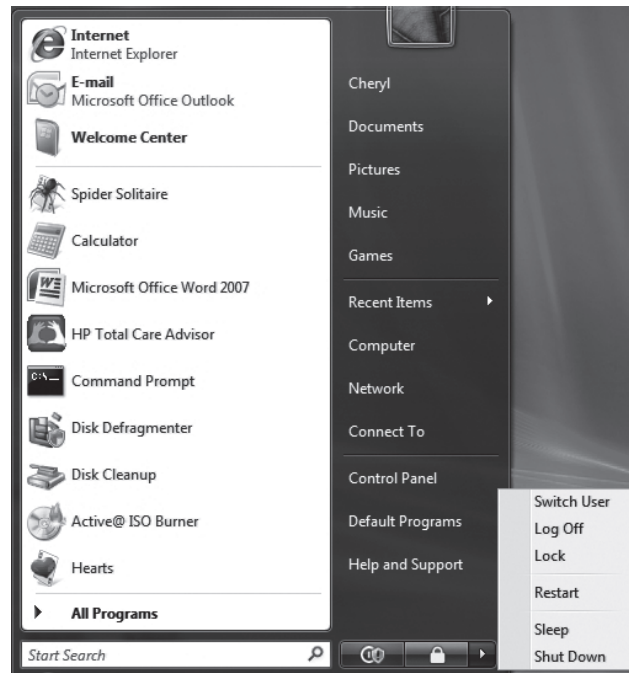 Internet
Internet Explorer
E-mail
Microsoft Office Outlook
Welcome Center
Spider Solitaire
Calculator
Microsoft Office Word 2007
HP Total Care Advisor
C:\_
Command Prompt
Disk Defragmenter
Disk Cleanup
Active@ ISO Burner
Hearts
All Programs
Start Search
Cheryl
Documents
Pictures
Music
Games
Recent Items
Computer
Network
Connect To
Control Panel
Default Programs
Help and Support
Switch User
Log Off
Lock
Restart
Sleep
Shut Down